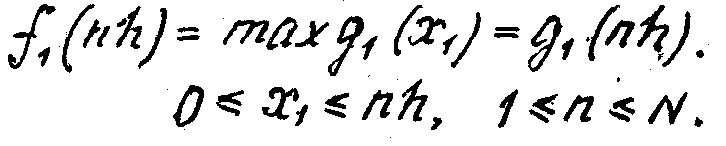 f₁(nh) = max g₁(x₁) = g₁(nh).
0 ≤ x₁ ≤ nh, 1 ≤ n ≤ N.